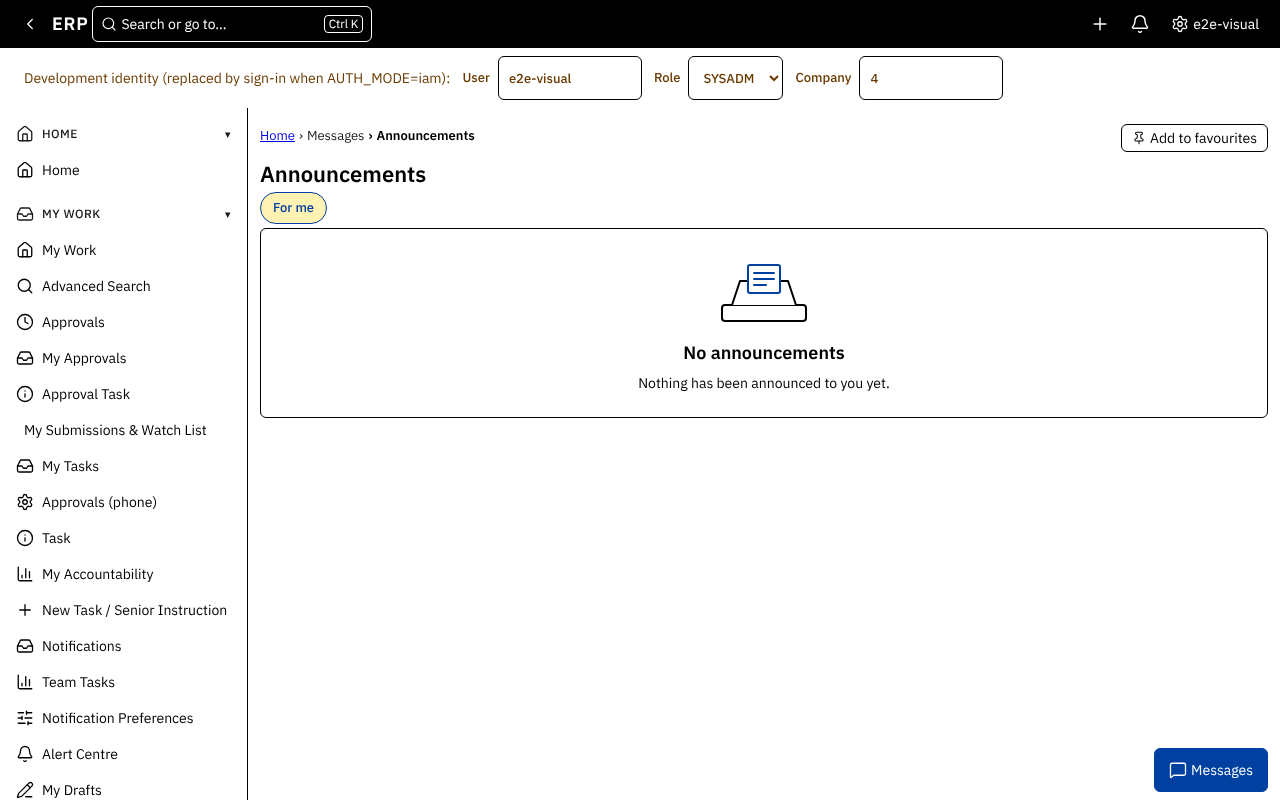 ERP
Search or go to... Ctrl K
e2e-visual
Development identity (replaced by sign-in when AUTH_MODE=iam): User e2e-visual Role SYSADM Company 4
HOME
Home
MY WORK
My Work
Advanced Search
Approvals
My Approvals
Approval Task
My Submissions & Watch List
My Tasks
Approvals (phone)
Task
My Accountability
New Task / Senior Instruction
Notifications
Team Tasks
Notification Preferences
Alert Centre
My Drafts
Home › Messages › Announcements
Add to favourites
Announcements
For me
No announcements
Nothing has been announced to you yet.
Messages